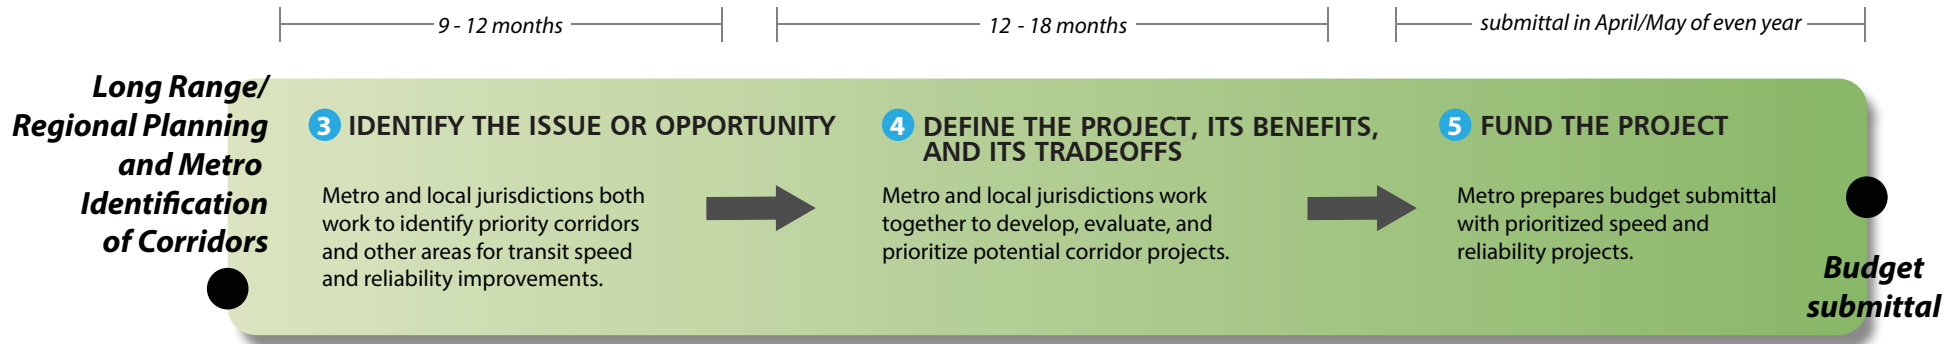 9 - 12 months
12 - 18 months
submittal in April/May of even year
Long Range/
Regional Planning
and Metro
Identification
of Corridors
3 IDENTIFY THE ISSUE OR OPPORTUNITY
Metro and local jurisdictions both
work to identify priority corridors
and other areas for transit speed
and reliability improvements.
4 DEFINE THE PROJECT, ITS BENEFITS,
AND ITS TRADEOFFS
Metro and local jurisdictions work
together to develop, evaluate, and
prioritize potential corridor projects.
5 FUND THE PROJECT
Metro prepares budget submittal
with prioritized speed and
reliability projects.
Budget
submittal